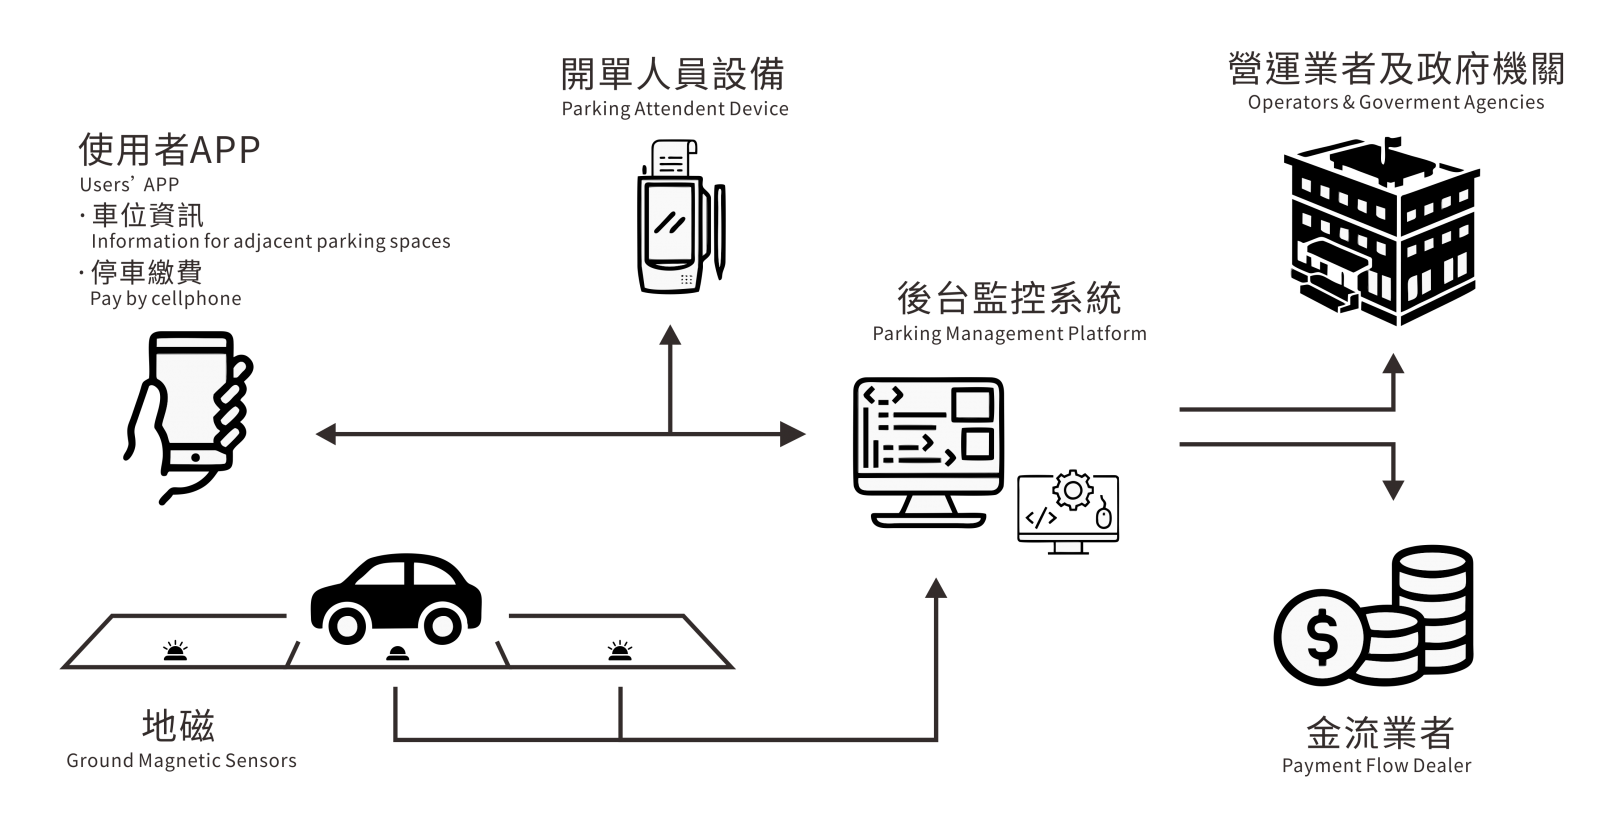 開單人員設備
Parking Attendent Device
營運業者及政府機關
Operators & Goverment Agencies
使用者APP
Users’ APP
·車位資訊
Information for adjacent parking spaces
·停車繳費
Pay by cellphone
後台監控系統
Parking Management Platform
地磁
Ground Magnetic Sensors
金流業者
Payment Flow Dealer